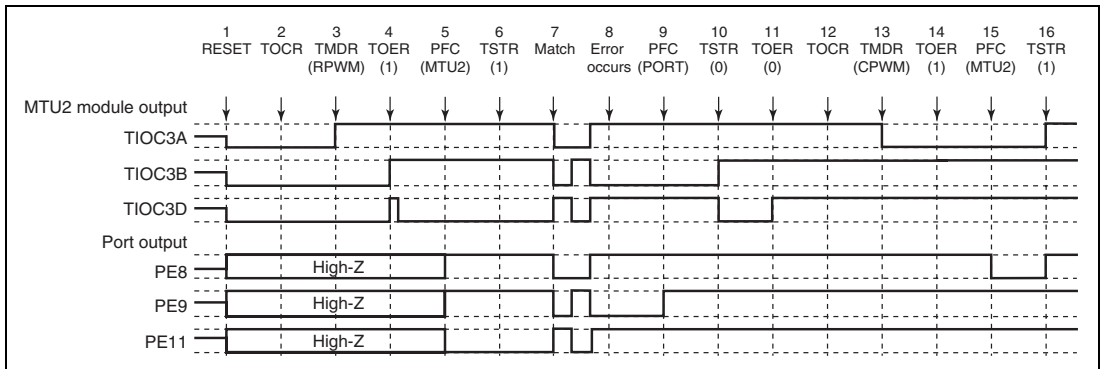 1 2 3 4 5 6 7 8 9 10 11 12 13 14 15 16
RESET TOCR TMDR TOER PFC TSTR Match Error PFC TSTR TOER TOCR TMDR TOER PFC TSTR
(RPWM) (1) (MTU2) (1) occurs (PORT) (0) (0) (CPWM) (1) (MTU2) (1)
MTU2 module output
TIOC3A
TIOC3B
TIOC3D
Port output
PE8 High-Z
PE9 High-Z
PE11 High-Z